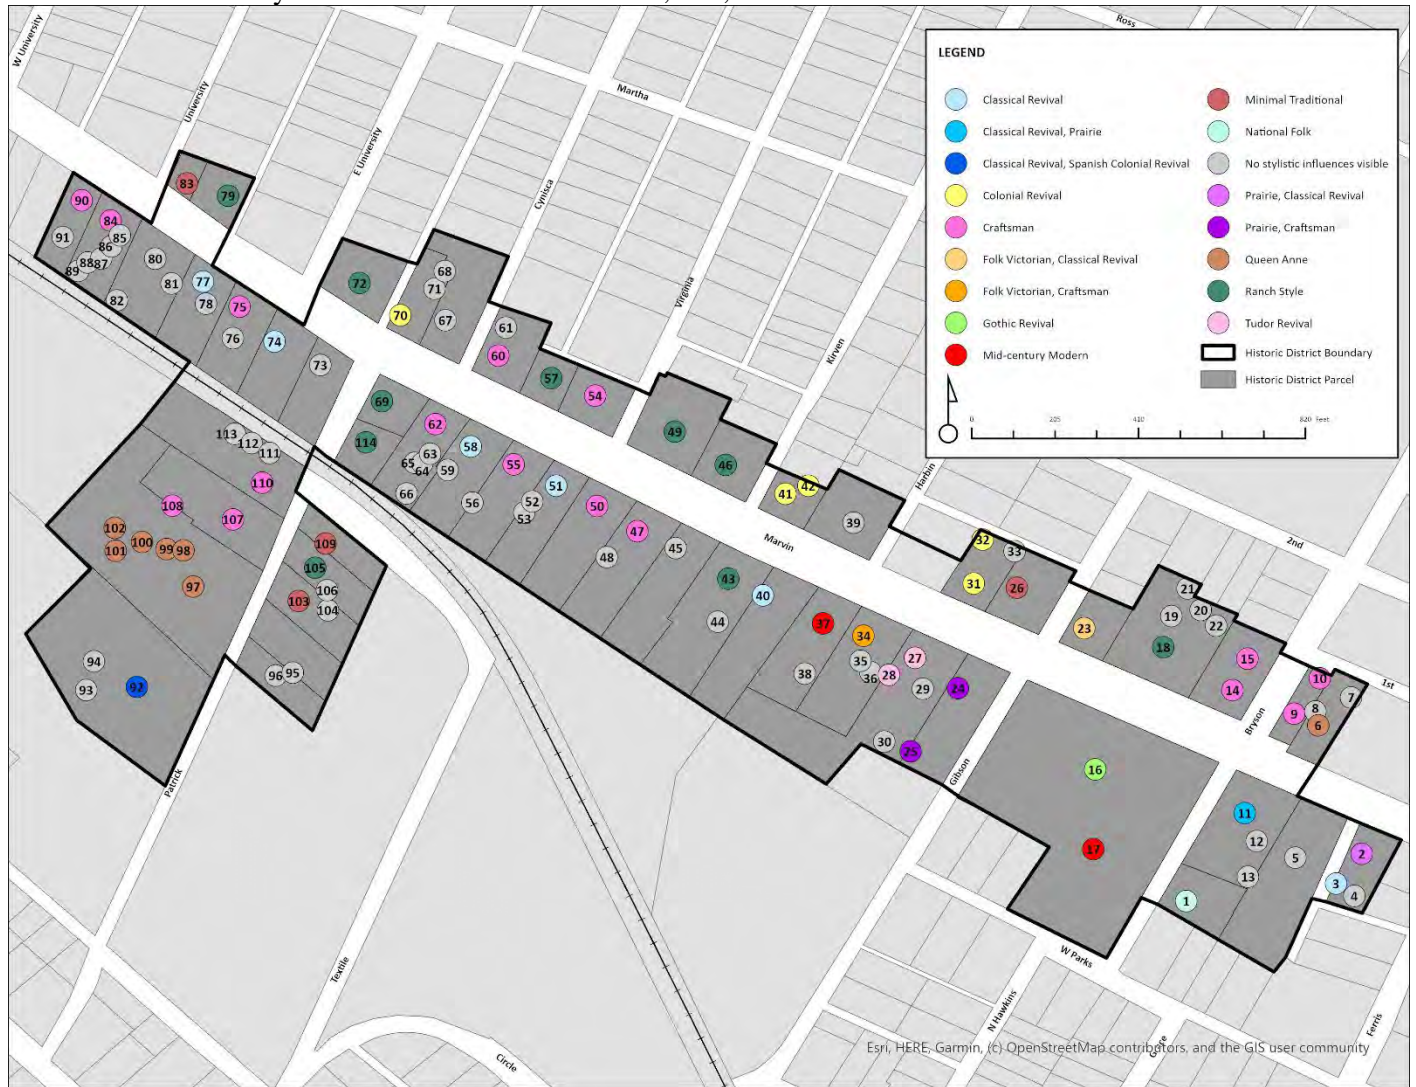 LEGEND
Classical Revival
Classical Revival, Prairie
Classical Revival, Spanish Colonial Revival
Colonial Revival
Craftsman
Folk Victorian, Classical Revival
Folk Victorian, Craftsman
Gothic Revival
Mid-century Modern
Minimal Traditional
National Folk
No stylistic influences visible
Prairie, Classical Revival
Prairie, Craftsman
Queen Anne
Ranch Style
Tudor Revival
Historic District Boundary
Historic District Parcel
0 205 410 820 Feet
W University
University
E University
Martha
Ross
Cynisca
Virginia
Kirven
Harbin
2nd
1st
Marvin
Bryson
Gibson
Patrick
Textile
Circle
W Parks
N Hawkins
Ferris
83
79
90
84
91
85
86
88
87
89
80
81
82
77
78
75
76
74
73
72
68
71
70
67
61
60
57
54
69
114
62
58
63
65
64
59
66
55
56
51
52
53
50
47
48
45
49
46
41
42
39
43
40
44
37
34
35
36
38
27
28
29
24
30
25
32
33
31
26
23
21
19
20
22
18
15
14
10
7
9
8
6
16
17
11
12
13
5
1
2
3
4
113
112
111
110
108
107
102
101
100
99
98
97
109
105
106
103
104
96
95
94
93
92
Esri, HERE, Garmin, (c) OpenStreetMap contributors, and the GIS user community